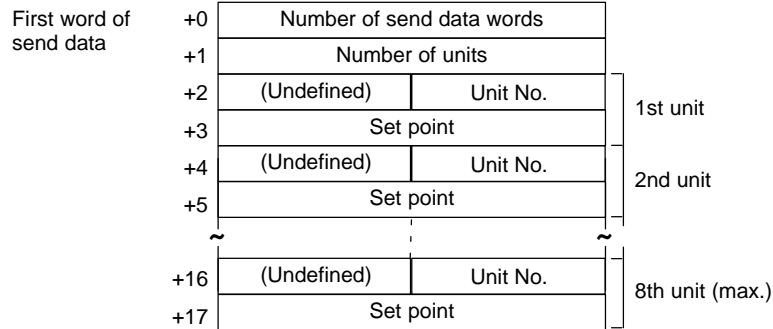 First word of +0 Number of send data words
send data
+1 Number of units
+2 (Undefined) Unit No.
1st unit
+3 Set point
+4 (Undefined) Unit No.
2nd unit
+5 Set point
~ ~
+16 (Undefined) Unit No.
8th unit (max.)
+17 Set point